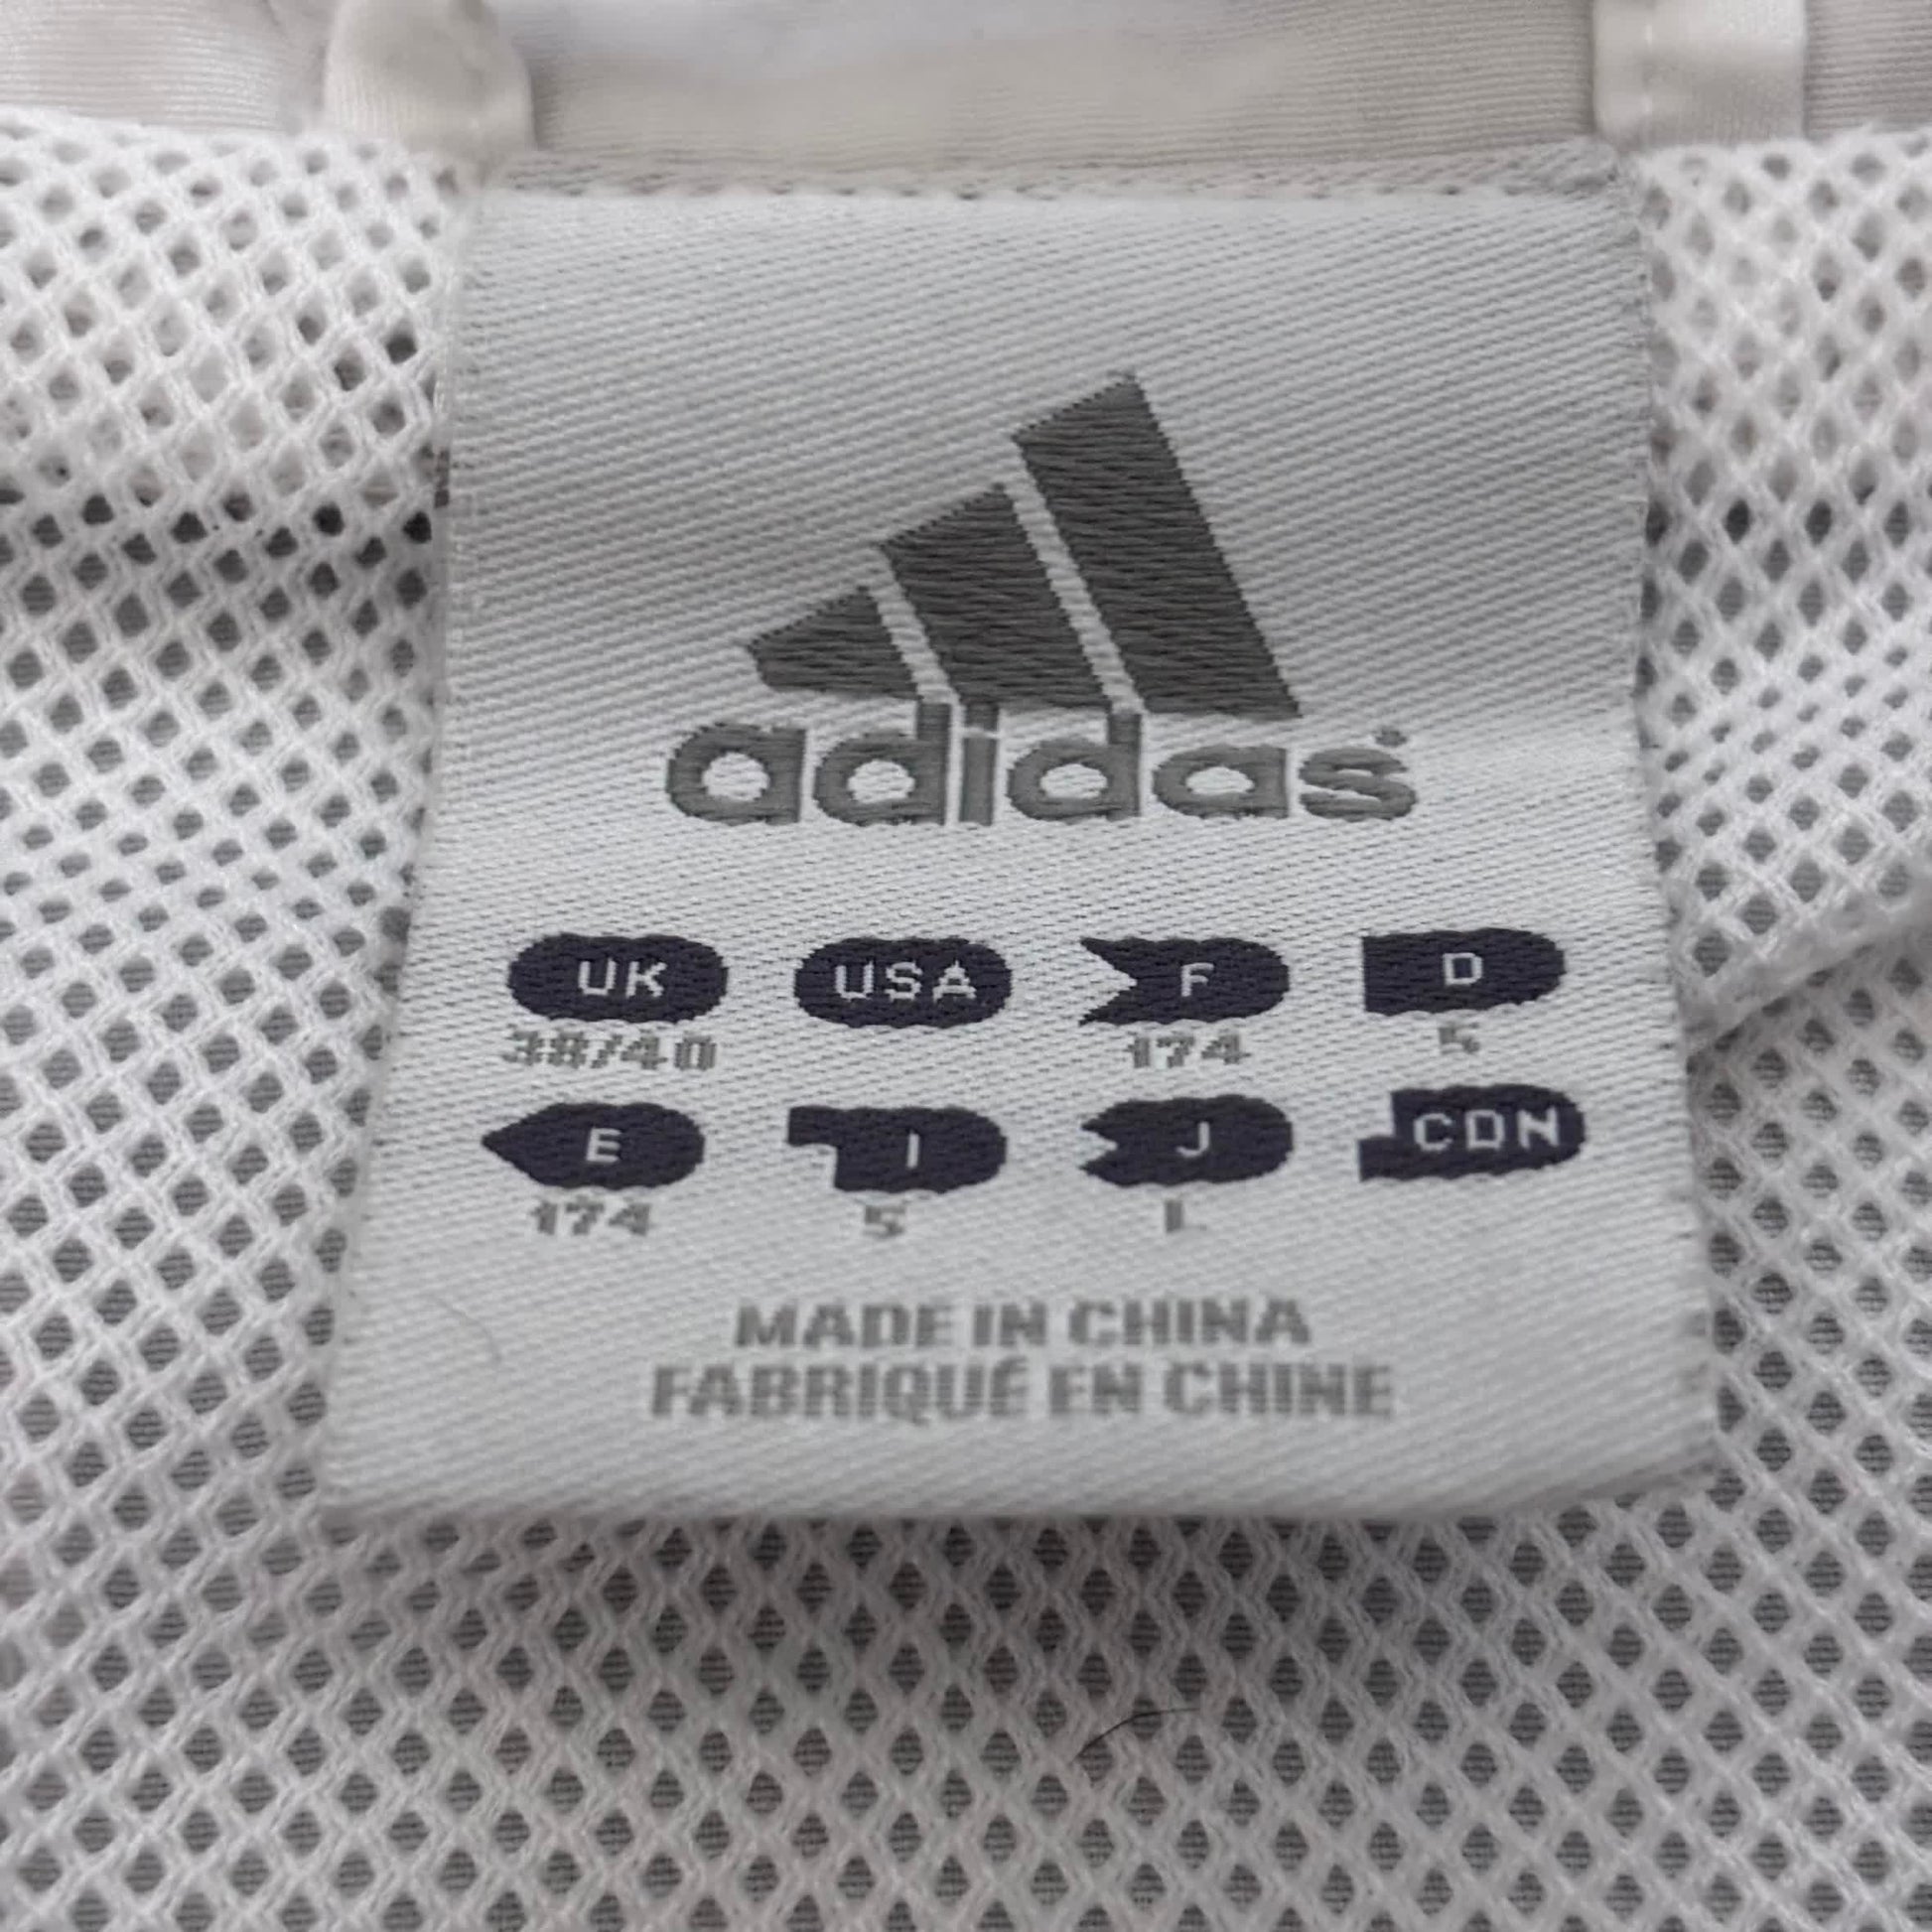 adidas
UK USA F D
38/40 174 5
E I J CDN
174 5 L
MADE IN CHINA
FABRIQUÉ EN CHINE